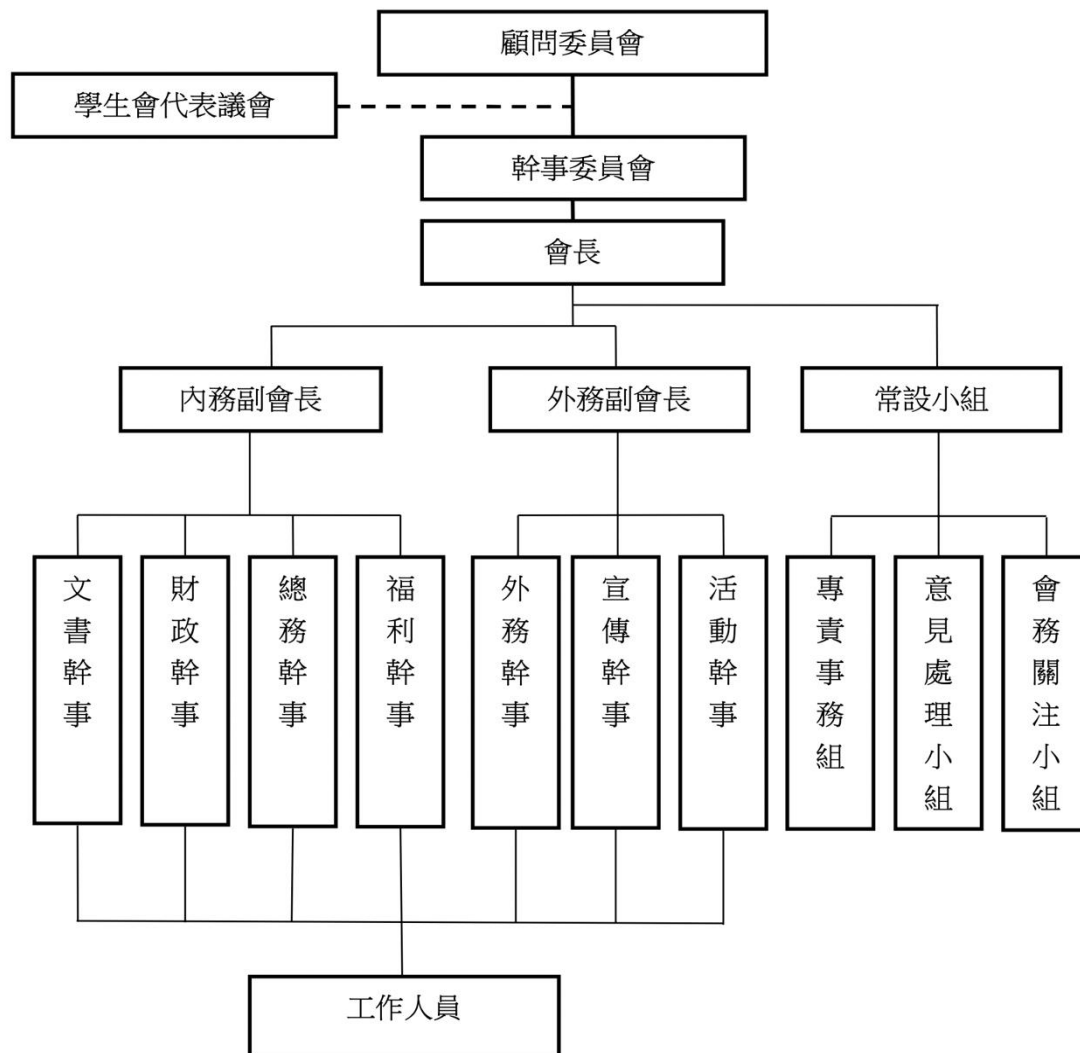 顧問委員會
學生會代表議會
幹事委員會
會長
內務副會長
外務副會長
常設小組
文書幹事
財政幹事
總務幹事
福利幹事
外務幹事
宣傳幹事
活動幹事
專責事務組
意見處理小組
會務關注小組
工作人員